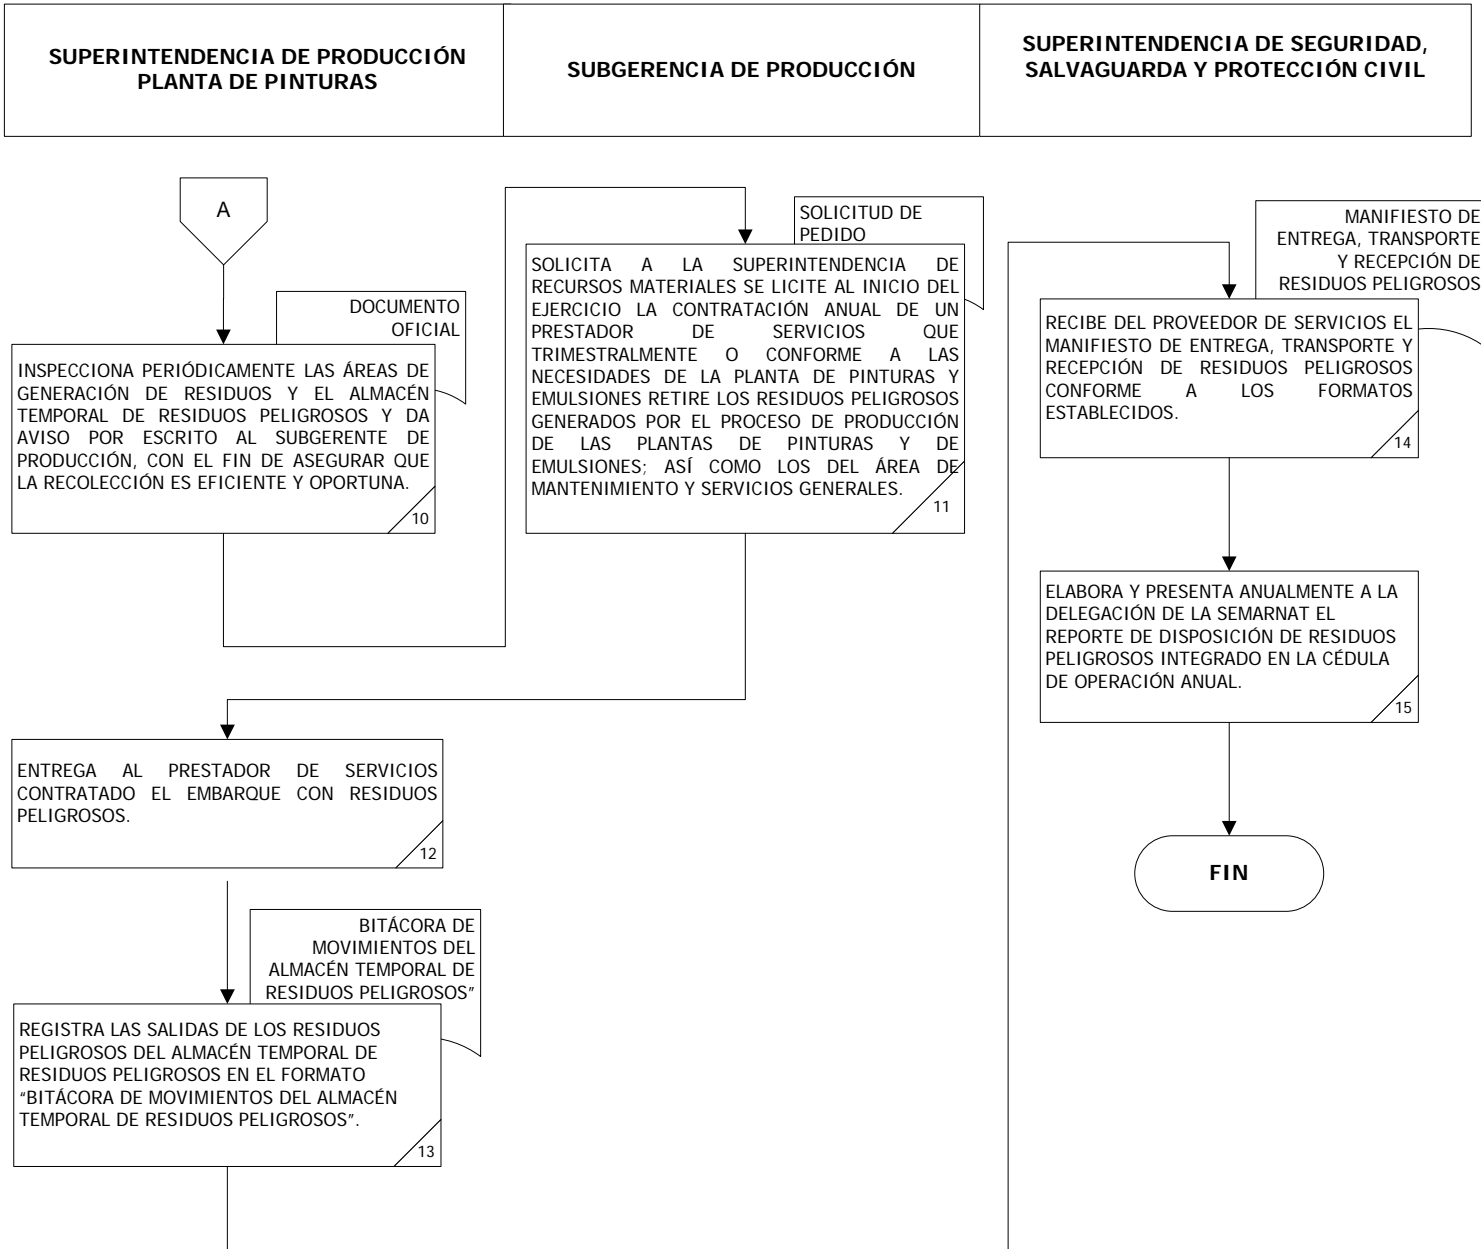 SUPERINTENDENCIA DE PRODUCCIÓN
PLANTA DE PINTURAS
SUBGERENCIA DE PRODUCCIÓN
SUPERINTENDENCIA DE SEGURIDAD,
SALVAGUARDA Y PROTECCIÓN CIVIL
A
DOCUMENTO
OFICIAL
INSPECCIONA PERIÓDICAMENTE LAS ÁREAS DE
GENERACIÓN DE RESIDUOS Y EL ALMACÉN
TEMPORAL DE RESIDUOS PELIGROSOS Y DA
AVISO POR ESCRITO AL SUBGERENTE DE
PRODUCCIÓN, CON EL FIN DE ASEGURAR QUE
LA RECOLECCIÓN ES EFICIENTE Y OPORTUNA.
10
SOLICITUD DE
PEDIDO
SOLICITA A LA SUPERINTENDENCIA DE
RECURSOS MATERIALES SE LICITE AL INICIO DEL
EJERCICIO LA CONTRATACIÓN ANUAL DE UN
PRESTADOR DE SERVICIOS QUE
TRIMESTRALMENTE O CONFORME A LAS
NECESIDADES DE LA PLANTA DE PINTURAS Y
EMULSIONES RETIRE LOS RESIDUOS PELIGROSOS
GENERADOS POR EL PROCESO DE PRODUCCIÓN
DE LAS PLANTAS DE PINTURAS Y DE
EMULSIONES; ASÍ COMO LOS DEL ÁREA DE
MANTENIMIENTO Y SERVICIOS GENERALES.
11
ENTREGA AL PRESTADOR DE SERVICIOS
CONTRATADO EL EMBARQUE CON RESIDUOS
PELIGROSOS.
12
BITÁCORA DE
MOVIMIENTOS DEL
ALMACÉN TEMPORAL DE
RESIDUOS PELIGROSOS”
REGISTRA LAS SALIDAS DE LOS RESIDUOS
PELIGROSOS DEL ALMACÉN TEMPORAL DE
RESIDUOS PELIGROSOS EN EL FORMATO
“BITÁCORA DE MOVIMIENTOS DEL ALMACÉN
TEMPORAL DE RESIDUOS PELIGROSOS”.
13
MANIFIESTO DE
ENTREGA, TRANSPORTE
Y RECEPCIÓN DE
RESIDUOS PELIGROSOS
RECIBE DEL PROVEEDOR DE SERVICIOS EL
MANIFIESTO DE ENTREGA, TRANSPORTE Y
RECEPCIÓN DE RESIDUOS PELIGROSOS
CONFORME A LOS FORMATOS
ESTABLECIDOS.
14
ELABORA Y PRESENTA ANUALMENTE A LA
DELEGACIÓN DE LA SEMARNAT EL
REPORTE DE DISPOSICIÓN DE RESIDUOS
PELIGROSOS INTEGRADO EN LA CÉDULA
DE OPERACIÓN ANUAL.
15
FIN